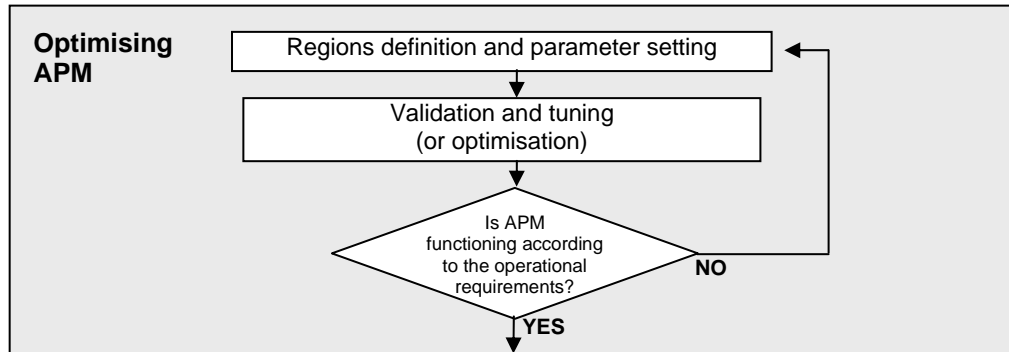 Optimising
APM
Regions definition and parameter setting
Validation and tuning
(or optimisation)
Is APM
functioning according
to the operational
requirements?
NO
YES